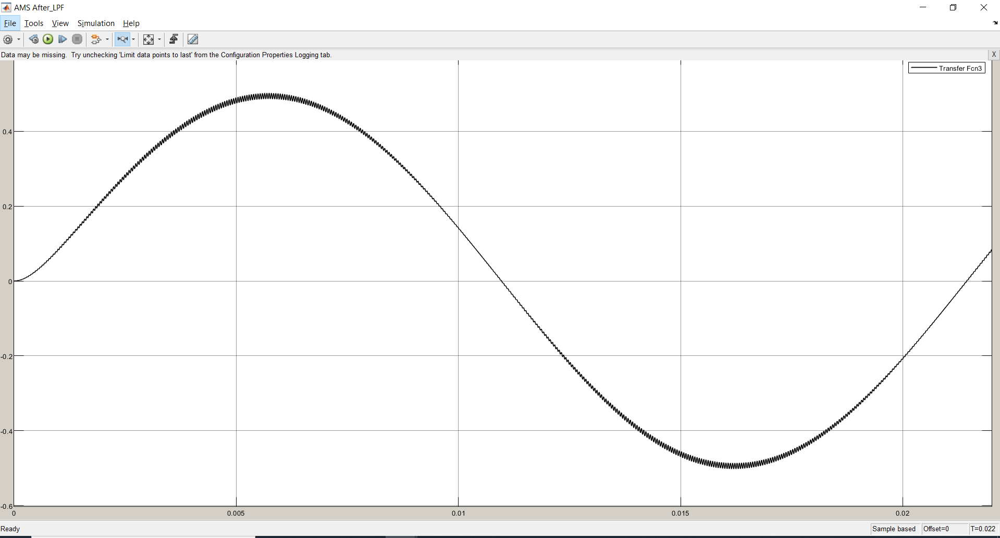 AMS After_LPF
File Tools View Simulation Help
Data may be missing.  Try unchecking 'Limit data points to last' from the Configuration Properties Logging tab.
X
Transfer Fcn3
0.4
0.2
0
-0.2
-0.4
-0.6
0 0.005 0.01 0.015 0.02
Ready Sample based Offset=0 T=0.022